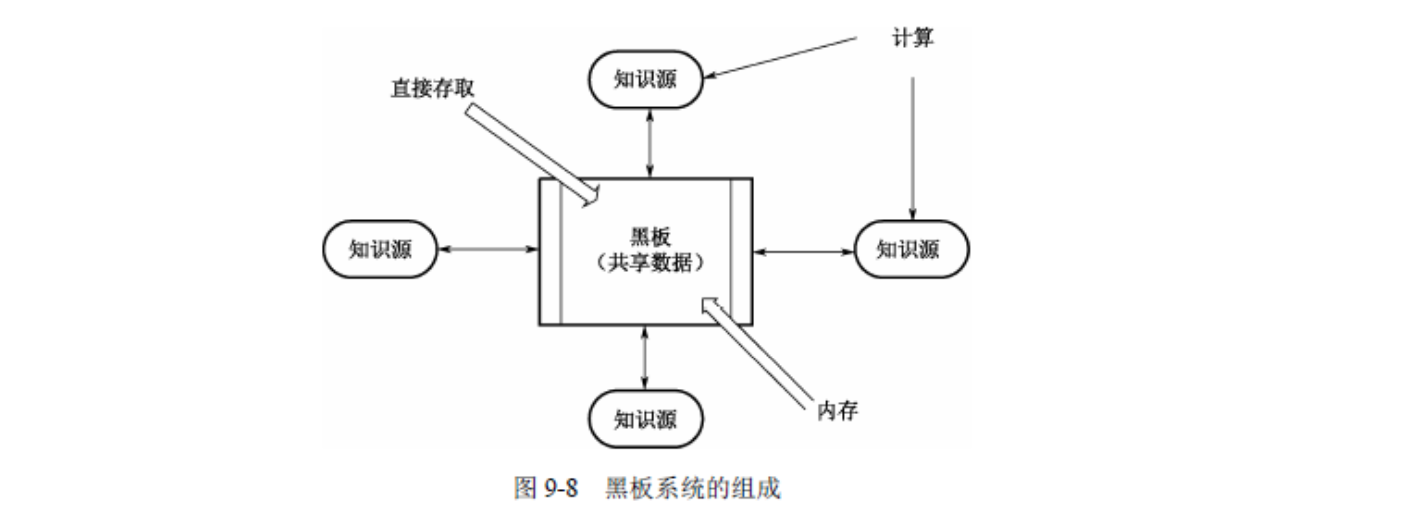 计算
知识源
直接存取
知识源
黑板
（共享数据）
知识源
知识源
内存
图 9-8 黑板系统的组成